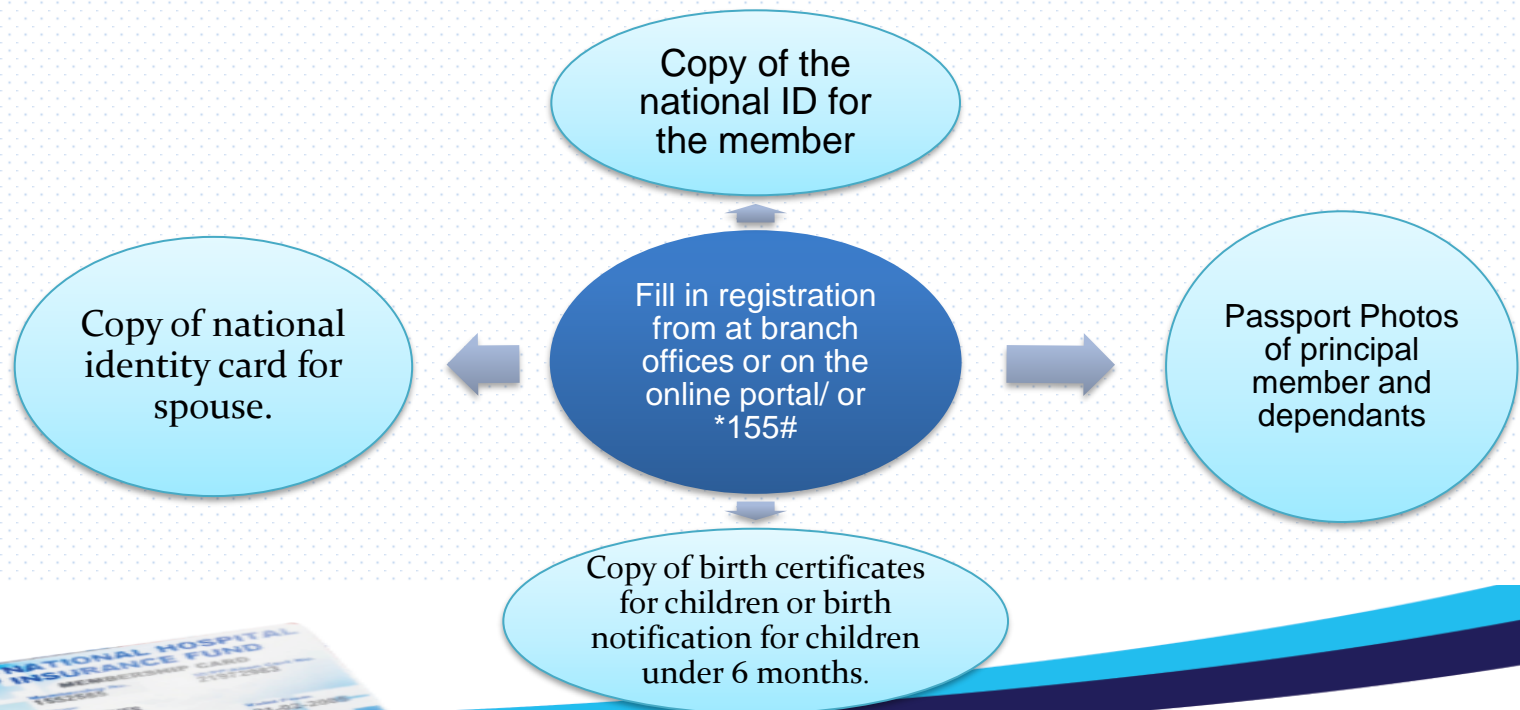 Copy of the
national ID for
the member
Copy of national
identity card for
spouse.
Fill in registration
from at branch
offices or on the
online portal/ or
*155#
Passport Photos
of principal
member and
dependants
Copy of birth certificates
for children or birth
notification for children
under 6 months.
NATIONAL HOSPITAL
INSURANCE FUND
MEMBERSHIP CARD